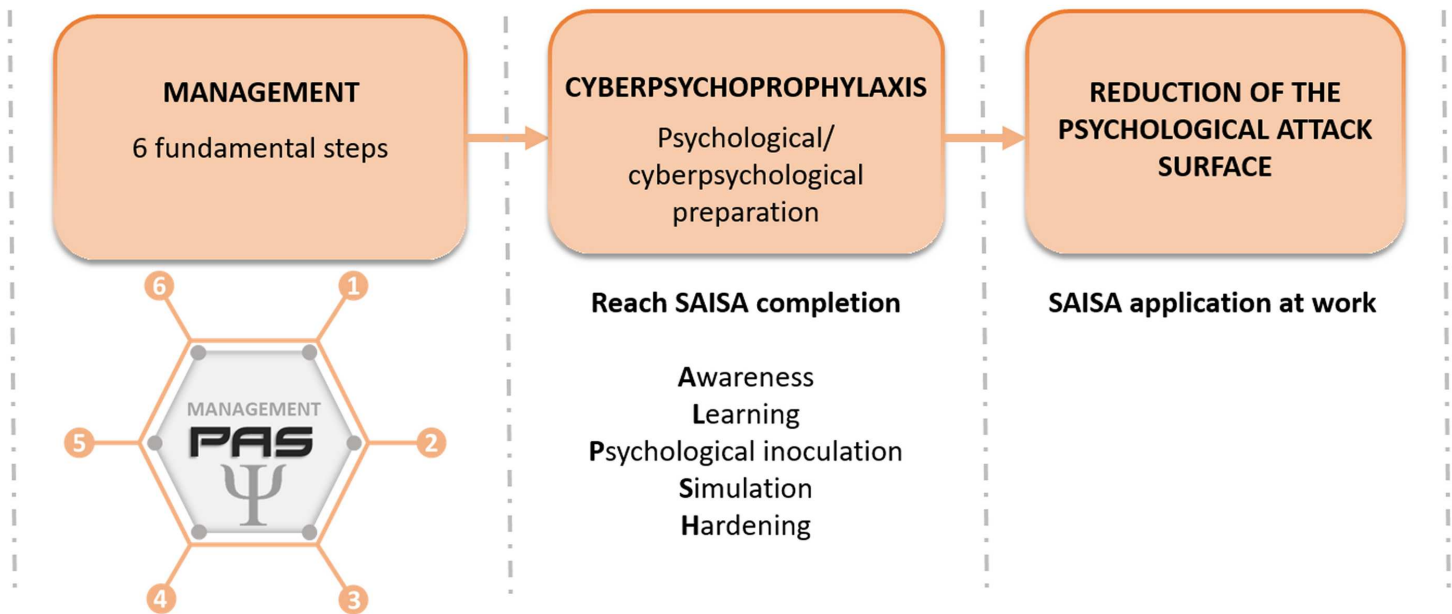 MANAGEMENT
6 fundamental steps
CYBERPSYCHOPROPHYLAXIS
Psychological/
cyberpsychological
preparation
REDUCTION OF THE
PSYCHOLOGICAL ATTACK
SURFACE
6
1
MANAGEMENT
PAS
Ψ
5
2
4
3
Reach SAISA completion
Awareness
Learning
Psychological inoculation
Simulation
Hardening
SAISA application at work